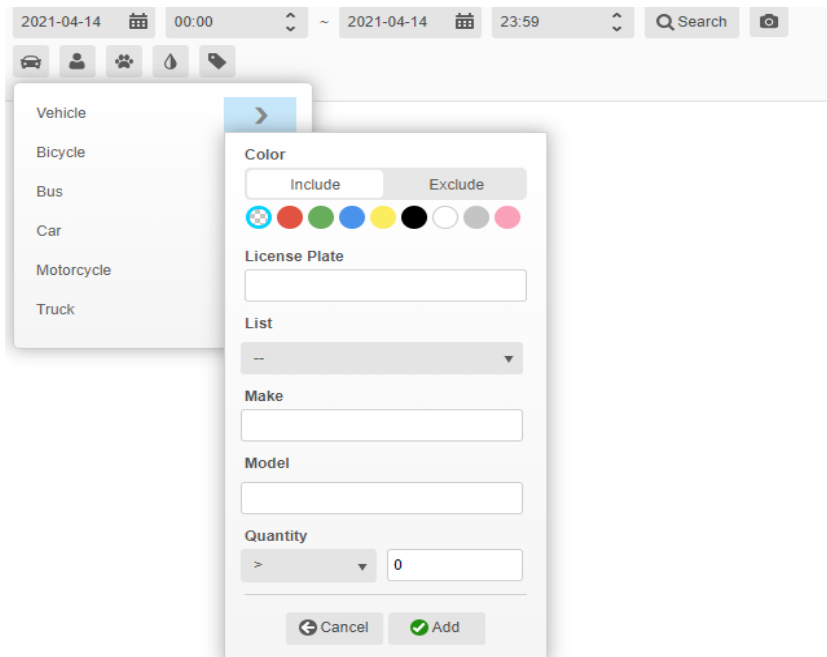 2021-04-14 00:00 ~ 2021-04-14 23:59 Search
Vehicle
Bicycle
Bus
Car
Motorcycle
Truck
Color
Include Exclude
License Plate
List
--
Make
Model
Quantity
> 0
Cancel Add